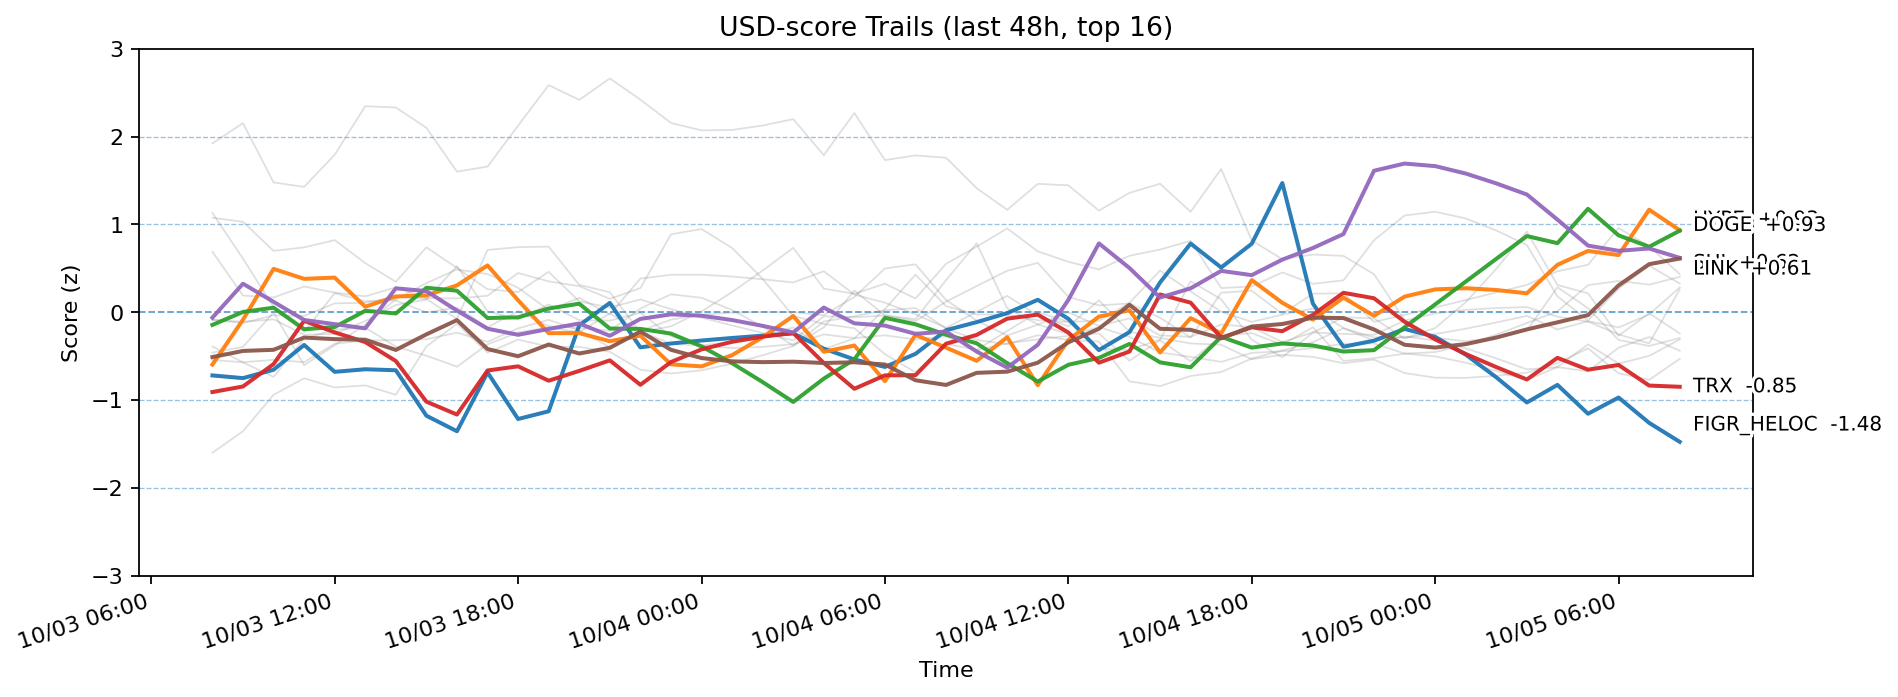 USD-score Trails (last 48h, top 16)
Score (z)
3
2
1
0
−1
−2
−3
DOGE +0.93
LINK +0.61
TRX -0.85
FIGR_HELOC -1.48
10/03 06:00
10/03 12:00
10/03 18:00
10/04 00:00
10/04 06:00
10/04 12:00
10/04 18:00
10/05 00:00
10/05 06:00
Time